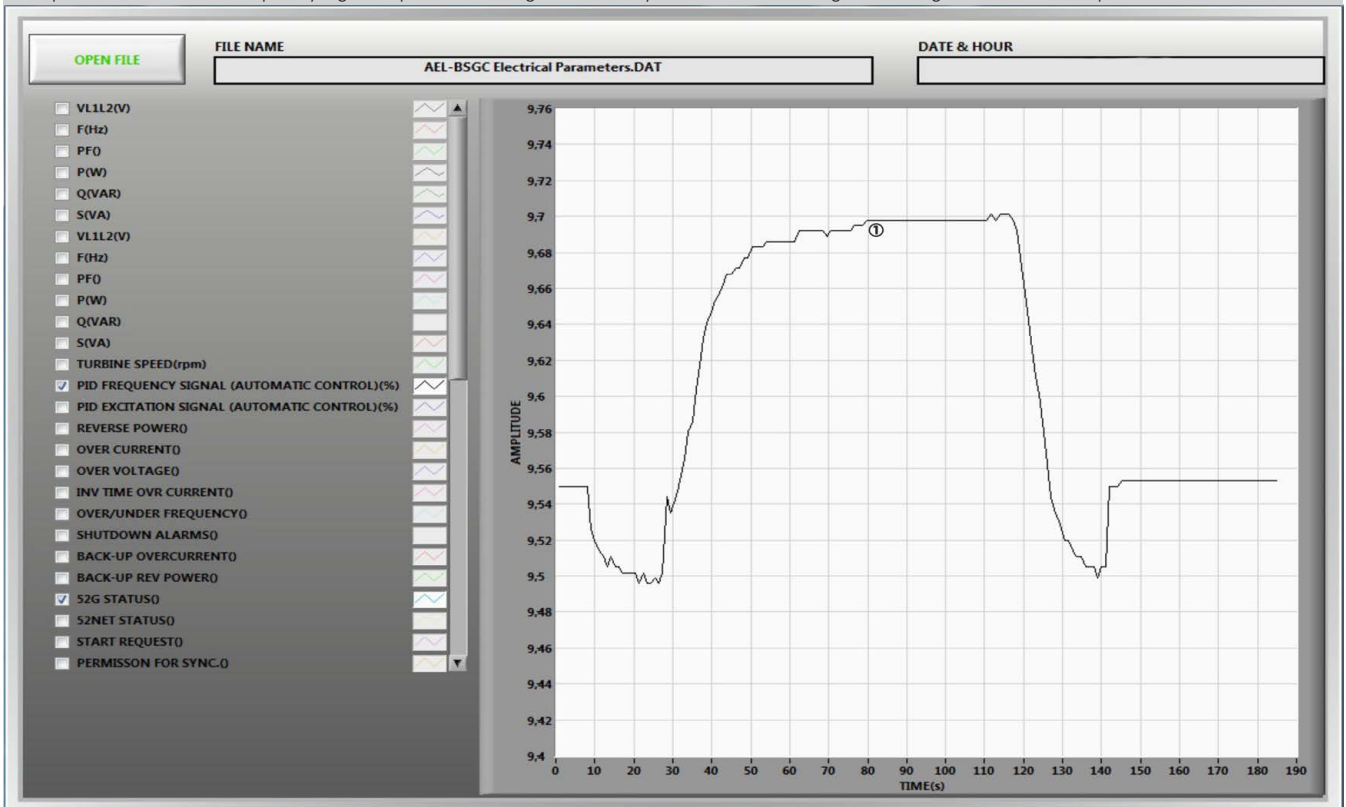 FILE NAME
DATE & HOUR
OPEN FILE
AEL-BSGC Electrical Parameters.DAT
VL1L2(V)
F(Hz)
PF()
P(W)
Q(VAR)
S(VA)
VL1L2(V)
F(Hz)
PF()
P(W)
Q(VAR)
S(VA)
TURBINE SPEED(rpm)
PID FREQUENCY SIGNAL (AUTOMATIC CONTROL)(%)
PID EXCITATION SIGNAL (AUTOMATIC CONTROL)(%)
REVERSE POWER()
OVER CURRENT()
OVER VOLTAGE()
INV TIME OVR CURRENT()
OVER/UNDER FREQUENCY()
SHUTDOWN ALARMS()
BACK-UP OVERCURRENT()
BACK-UP REV POWER()
52G STATUS()
52NET STATUS()
START REQUEST()
PERMISSON FOR SYNC.()
AMPLITUDE
9,76
9,74
9,72
9,7
9,68
9,66
9,64
9,62
9,6
9,58
9,56
9,54
9,52
9,5
9,48
9,46
9,44
9,42
9,4
①
0 10 20 30 40 50 60 70 80 90 100 110 120 130 140 150 160 170 180 190
TIME(s)